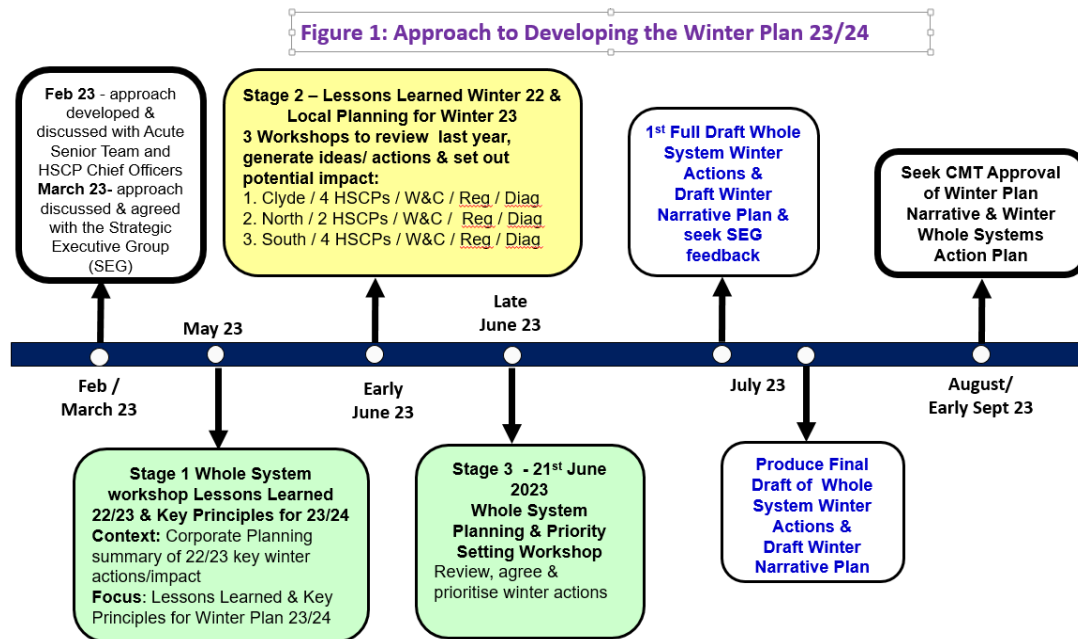 Figure 1: Approach to Developing the Winter Plan 23/24
Feb 23 - approach
developed &
discussed with Acute
Senior Team and
HSCP Chief Officers
March 23- approach
discussed & agreed
with the Strategic
Executive Group
(SEG)
Stage 2 – Lessons Learned Winter 22 &
Local Planning for Winter 23
3 Workshops to review last year,
generate ideas/ actions & set out
potential impact:
1. Clyde / 4 HSCPs / W&C / Reg / Diag
2. North / 2 HSCPs / W&C / Reg / Diag
3. South / 4 HSCPs / W&C / Reg / Diag
1st Full Draft Whole
System Winter
Actions &
Draft Winter
Narrative Plan &
seek SEG
feedback
Seek CMT Approval
of Winter Plan
Narrative & Winter
Whole Systems
Action Plan
May 23
Late
June 23
Feb /
March 23
Early
June 23
July 23
August/
Early Sept 23
Stage 1 Whole System
workshop Lessons Learned
22/23 & Key Principles for 23/24
Context: Corporate Planning
summary of 22/23 key winter
actions/impact
Focus: Lessons Learned & Key
Principles for Winter Plan 23/24
Stage 3 - 21st June
2023
Whole System
Planning & Priority
Setting Workshop
Review, agree &
prioritise winter actions
Produce Final
Draft of Whole
System Winter
Actions &
Draft Winter
Narrative Plan